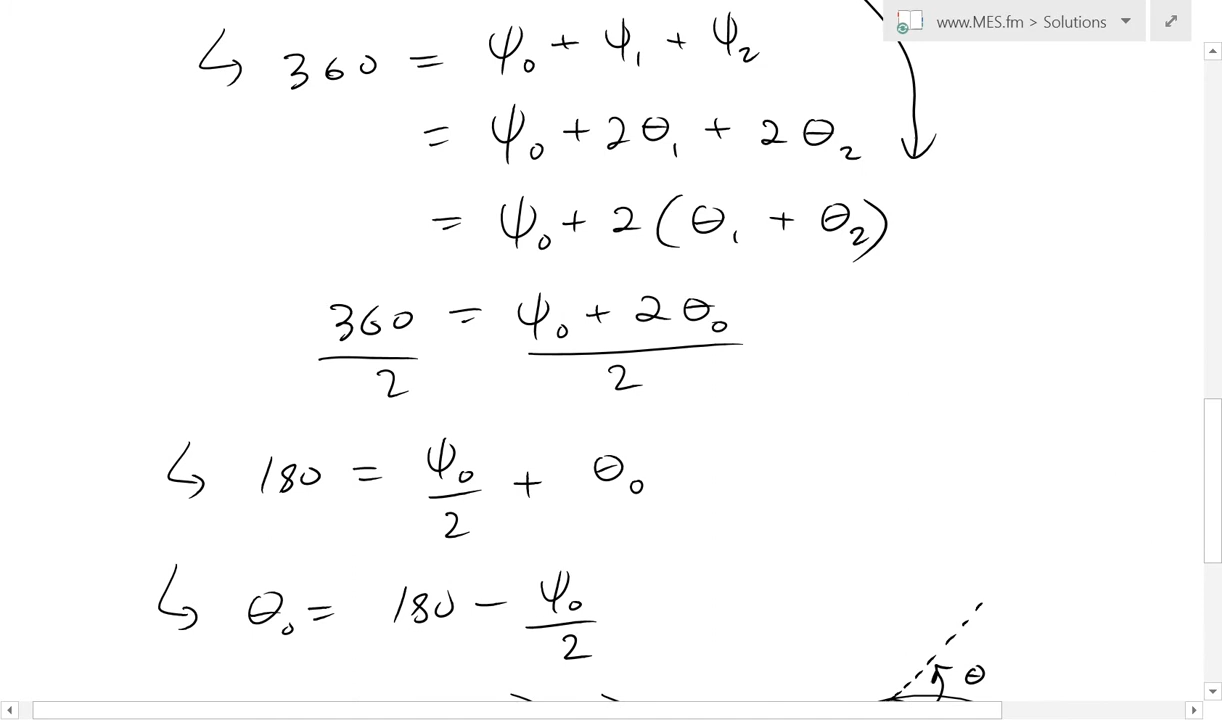 www.MES.fm > Solutions
↳ 360 = ψ₀ + ψ₁ + ψ₂
= ψ₀ + 2θ₁ + 2θ₂
= ψ₀ + 2(θ₁ + θ₂)
360/2 = (ψ₀ + 2θ₀)/2
↳ 180 = ψ₀/2 + θ₀
↳ θ₀ = 180 − ψ₀/2
θ